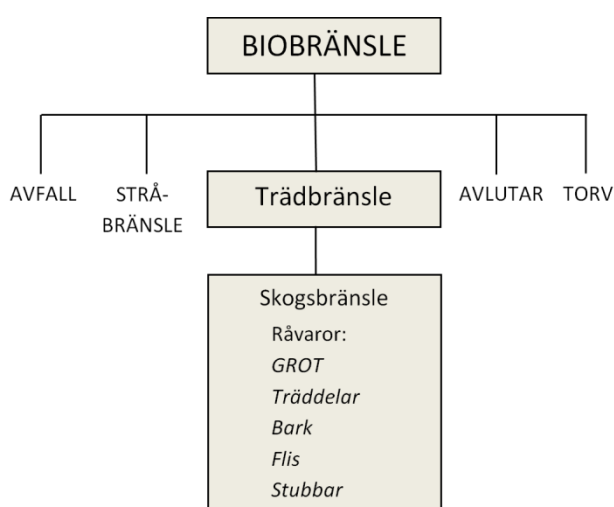 BIOBRÄNSLE
AVFALL
STRÅ-
BRÄNSLE
Trädbränsle
AVLUTAR
TORV
Skogsbränsle
Råvaror:
GROT
Träddelar
Bark
Flis
Stubbar